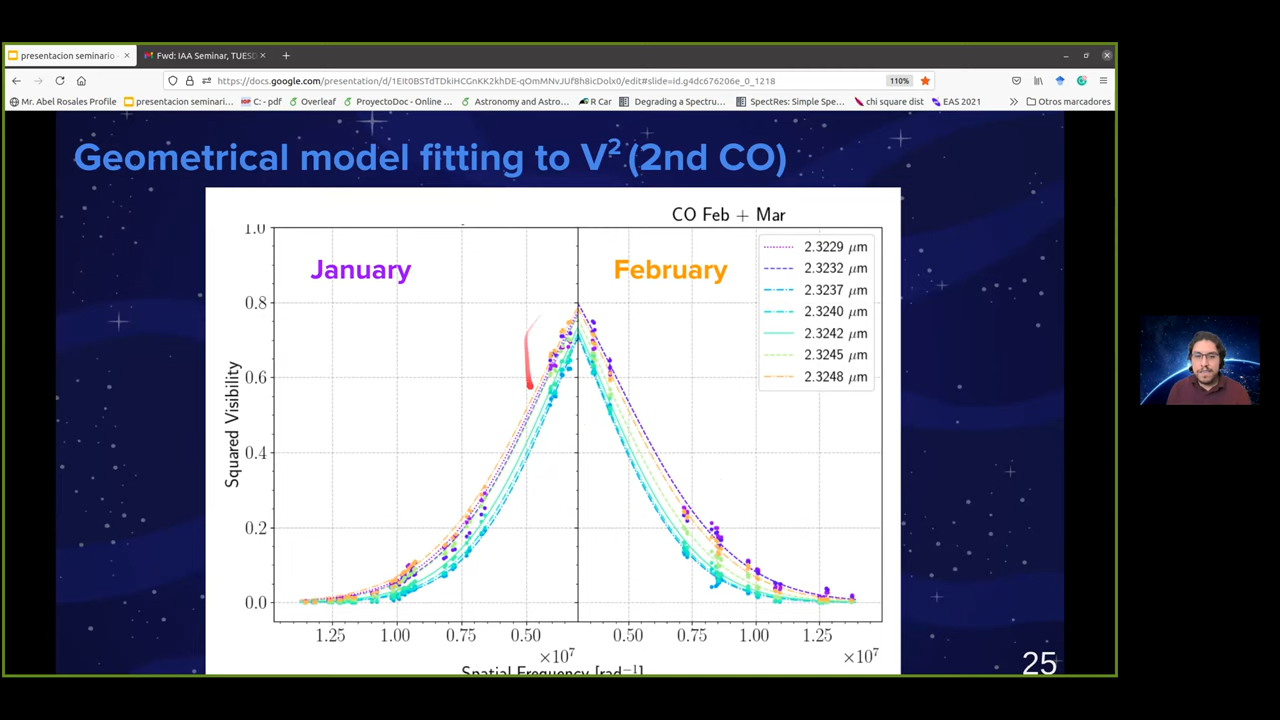 presentacion seminario
Fwd: IAA Seminar, TUESD
https://docs.google.com/presentation/d/1EIt0BSTdTDkiHCGnKK2khDE-qOmMNvJUf8h8icDolx0/edit#slide=id.g4dc676206e_0_1218
110%
Mr. Abel Rosales Profile
presentacion seminari...
C: - pdf
Overleaf
ProyectoDoc - Online ...
Astronomy and Astro...
R Car
Degrading a Spectru...
SpectRes: Simple Spe...
chi square dist
EAS 2021
Otros marcadores
Geometrical model fitting to V² (2nd CO)
CO Feb + Mar
January
February
2.3229 μm
2.3232 μm
2.3237 μm
2.3240 μm
2.3242 μm
2.3245 μm
2.3248 μm
Squared Visibility
1.0
0.8
0.6
0.4
0.2
0.0
1.25 1.00 0.75 0.50 0.50 0.75 1.00 1.25
×10⁷ ×10⁷
Spatial Frequency [rad⁻¹]
25